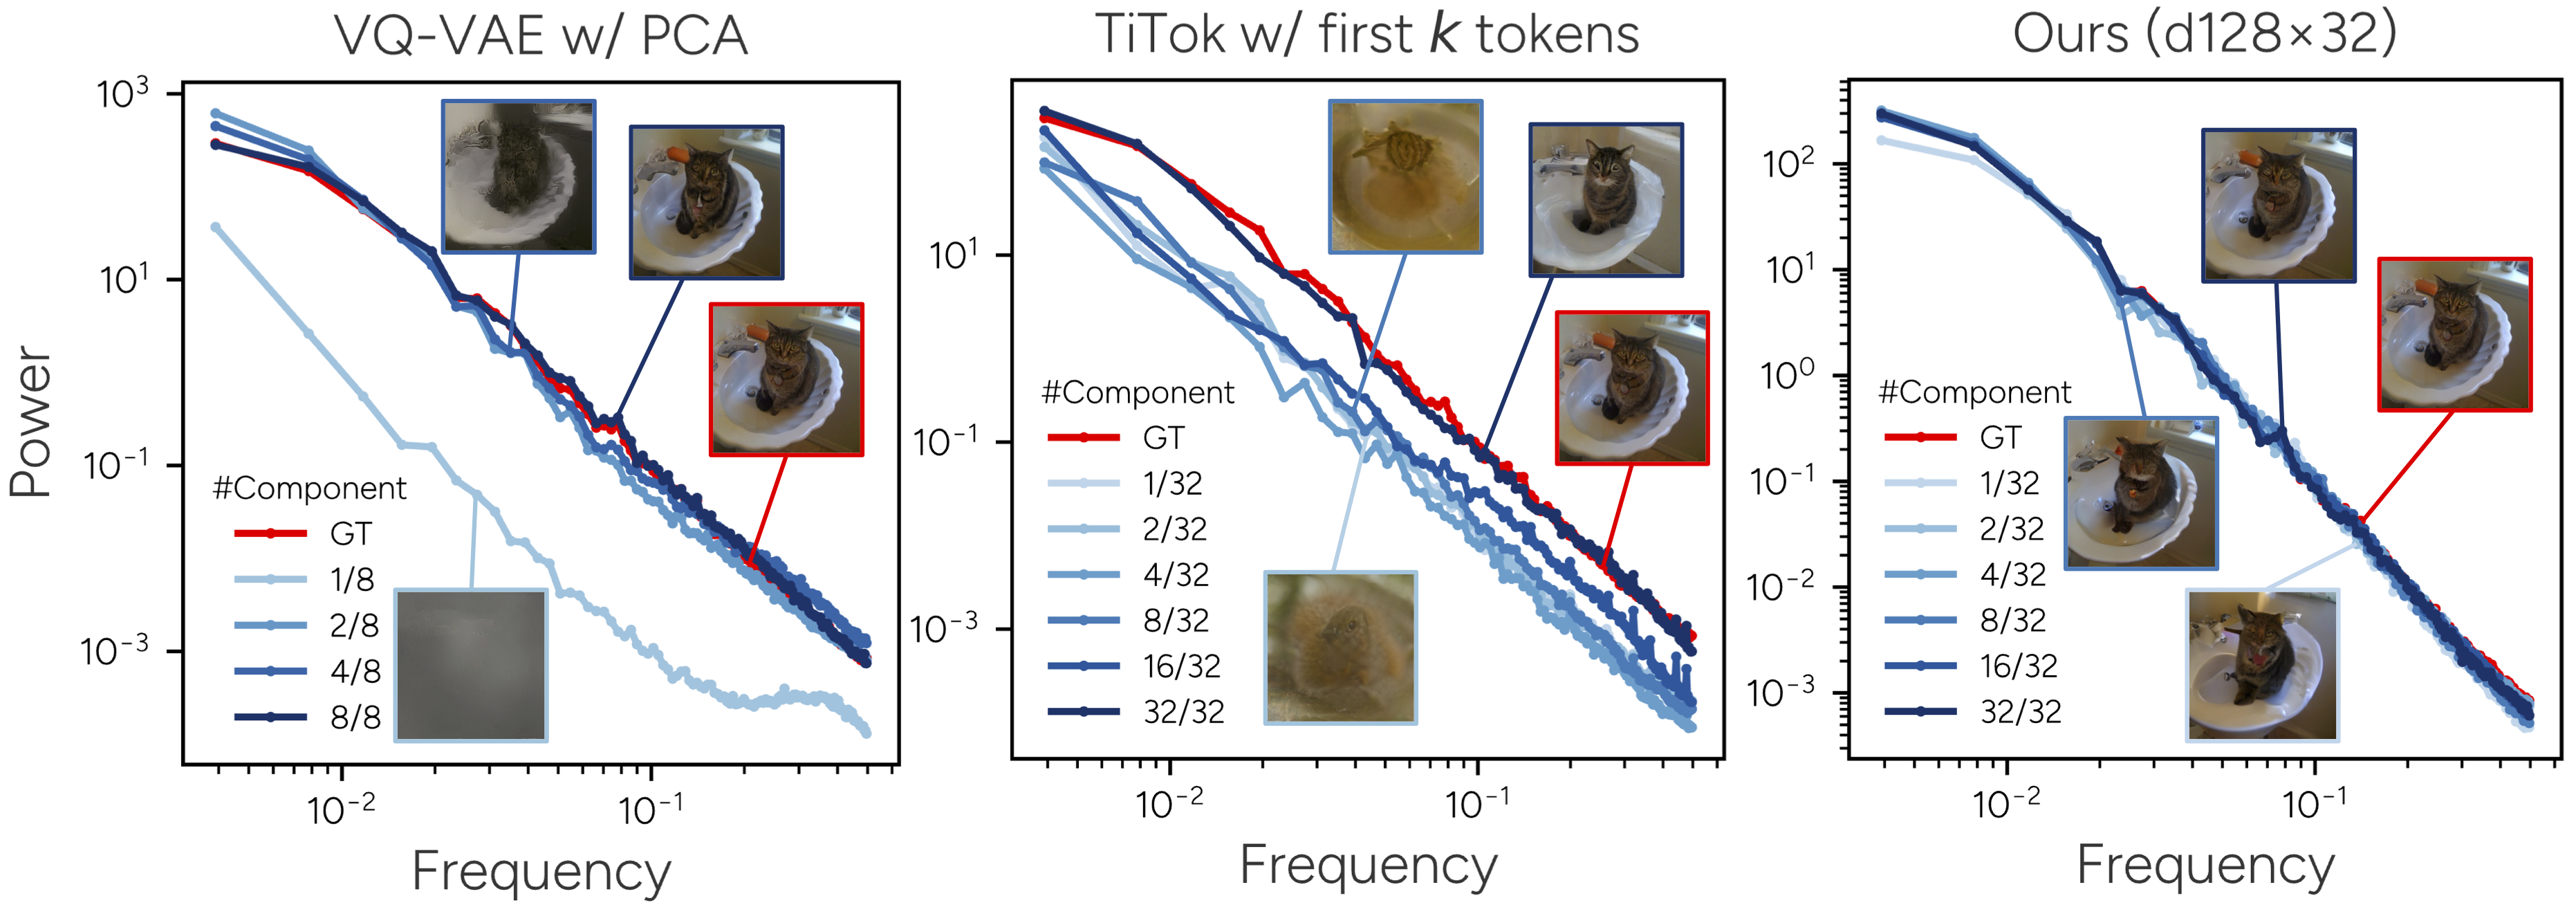 VQ-VAE w/ PCA
Power
10³
10¹
10⁻¹
10⁻³
#Component
GT
1/8
2/8
4/8
8/8
10⁻²
10⁻¹
Frequency
TiTok w/ first k tokens
10¹
10⁻¹
10⁻³
#Component
GT
1/32
2/32
4/32
8/32
16/32
32/32
10⁻²
10⁻¹
Frequency
Ours (d128×32)
10²
10¹
10⁰
10⁻¹
10⁻²
10⁻³
#Component
GT
1/32
2/32
4/32
8/32
16/32
32/32
10⁻²
10⁻¹
Frequency